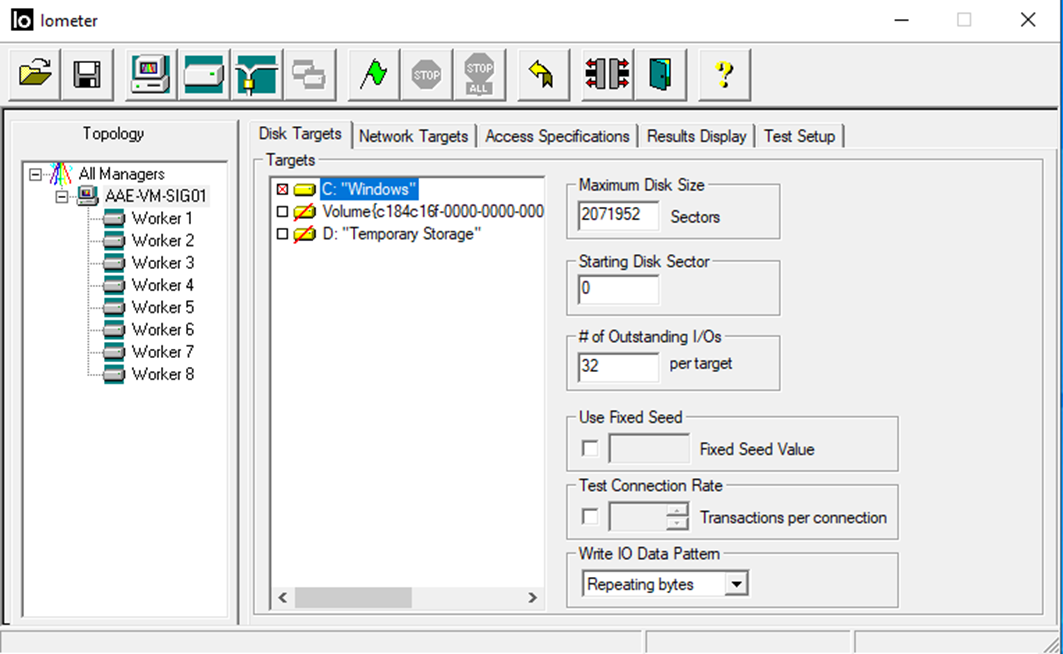 Iometer
STOP
STOP
ALL
Topology
All Managers
AAE-VM-SIG01
Worker 1
Worker 2
Worker 3
Worker 4
Worker 5
Worker 6
Worker 7
Worker 8
Disk Targets
Network Targets
Access Specifications
Results Display
Test Setup
Targets
C: "Windows"
Volume{c184c16f-0000-0000-000
D: "Temporary Storage"
Maximum Disk Size
2071952 Sectors
Starting Disk Sector
0
# of Outstanding I/Os
32 per target
Use Fixed Seed
Fixed Seed Value
Test Connection Rate
Transactions per connection
Write IO Data Pattern
Repeating bytes